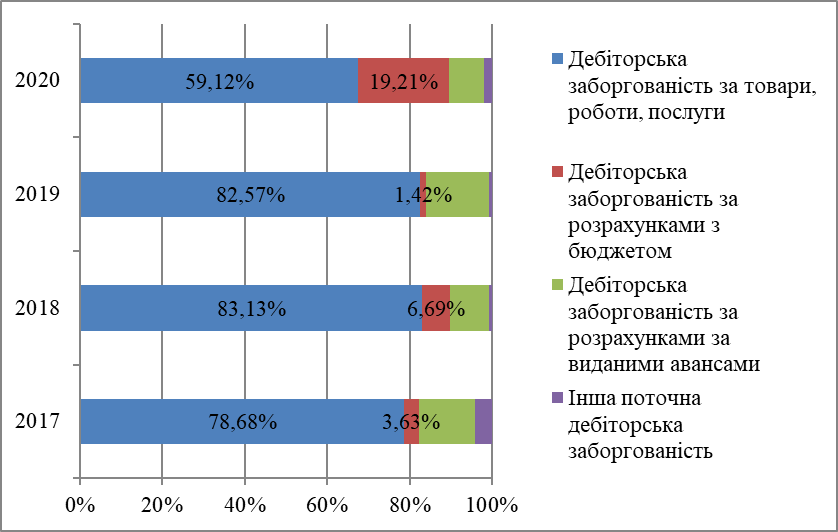 2020
59,12%
19,21%
2019
82,57%
1,42%
2018
83,13%
6,69%
2017
78,68%
3,63%
0%
20%
40%
60%
80%
100%
Дебіторська
заборгованість за товари,
роботи, послуги
Дебіторська
заборгованість за
розрахунками з
бюджетом
Дебіторська
заборгованість за
розрахунками за
виданими авансами
Інша поточна
дебіторська
заборгованість